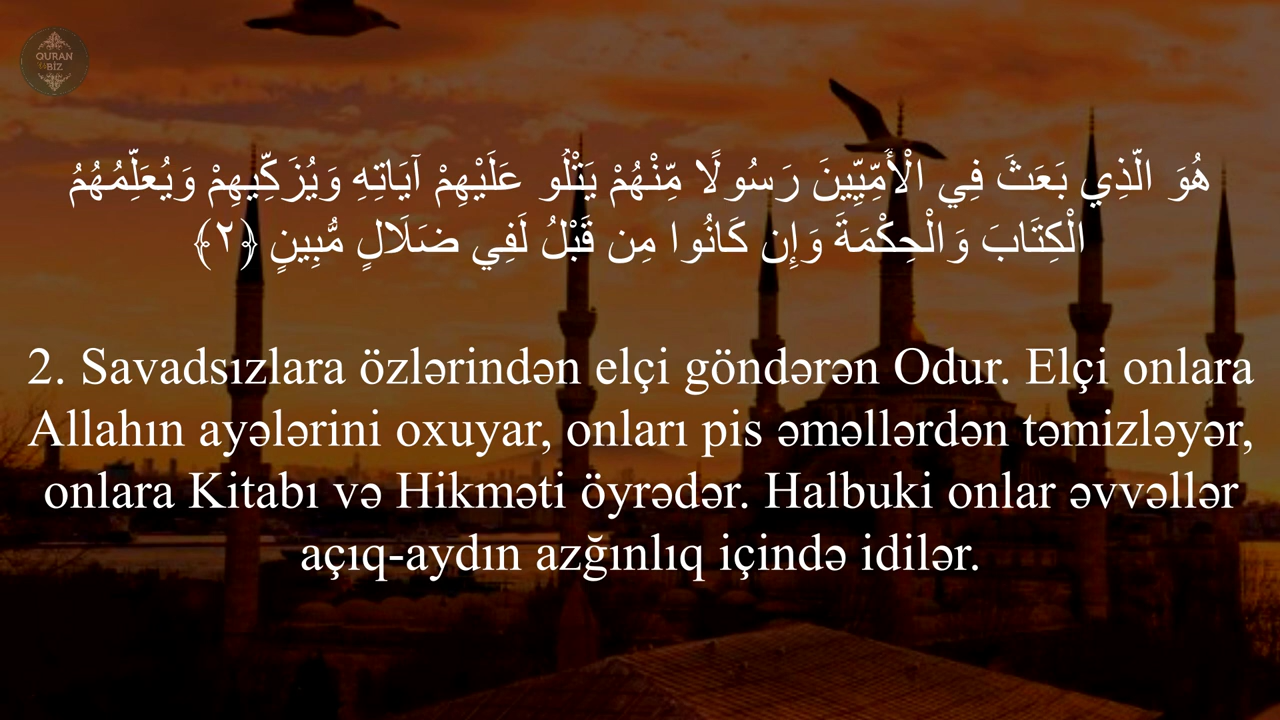 QURAN
BİZ
هُوَ الَّذِي بَعَثَ فِي الْأُمِّيِّينَ رَسُولًا مِّنْهُمْ يَتْلُو عَلَيْهِمْ آيَاتِهِ وَيُزَكِّيهِمْ وَيُعَلِّمُهُمُ
الْكِتَابَ وَالْحِكْمَةَ وَإِن كَانُوا مِن قَبْلُ لَفِي ضَلَالٍ مُّبِينٍ ﴿٢﴾
2. Savadsızlara özlərindən elçi göndərən Odur. Elçi onlara
Allahın ayələrini oxuyar, onları pis əməllərdən təmizləyər,
onlara Kitabı və Hikməti öyrədər. Halbuki onlar əvvəllər
açıq-aydın azğınlıq içində idilər.